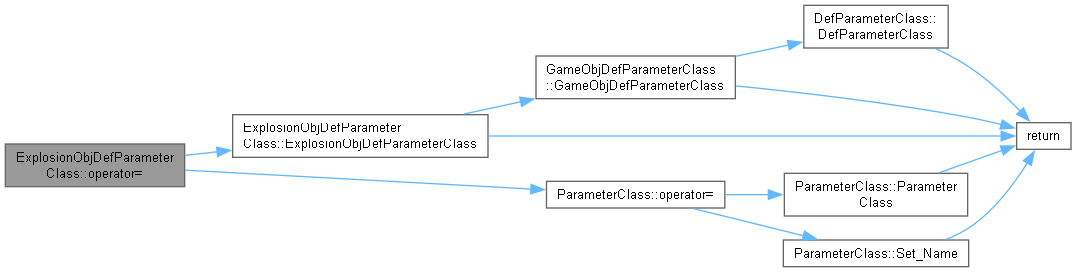 ExplosionObjDefParameter
Class::operator=
ExplosionObjDefParameter
Class::ExplosionObjDefParameterClass
GameObjDefParameterClass
::GameObjDefParameterClass
DefParameterClass::
DefParameterClass
return
ParameterClass::operator=
ParameterClass::Parameter
Class
ParameterClass::Set_Name